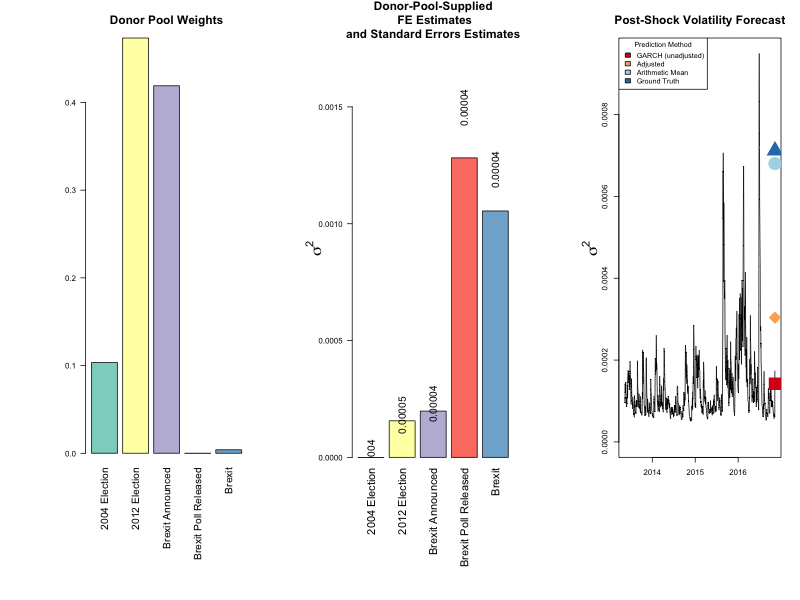 Donor Pool Weights
0.4
0.3
0.2
0.1
0.0
2004 Election
2012 Election
Brexit Announced
Brexit Poll Released
Brexit
Donor-Pool-Supplied
FE Estimates
and Standard Errors Estimates
σ2
0.0015
0.0010
0.0005
0.0000
004
0.00005
0.00004
0.00004
0.00004
2004 Election
2012 Election
Brexit Announced
Brexit Poll Released
Brexit
Post-Shock Volatility Forecast
Prediction Method
GARCH (unadjusted)
Adjusted
Arithmetic Mean
Ground Truth
σ2
0.0008
0.0006
0.0004
0.0002
0.0000
2014
2015
2016